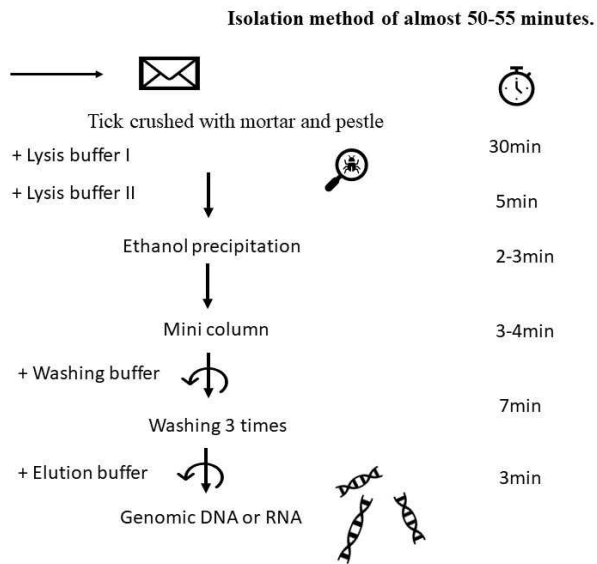 Isolation method of almost 50-55 minutes.
Tick crushed with mortar and pestle
30min
+ Lysis buffer I
+ Lysis buffer II
5min
Ethanol precipitation
2-3min
Mini column
3-4min
+ Washing buffer
7min
Washing 3 times
+ Elution buffer
3min
Genomic DNA or RNA